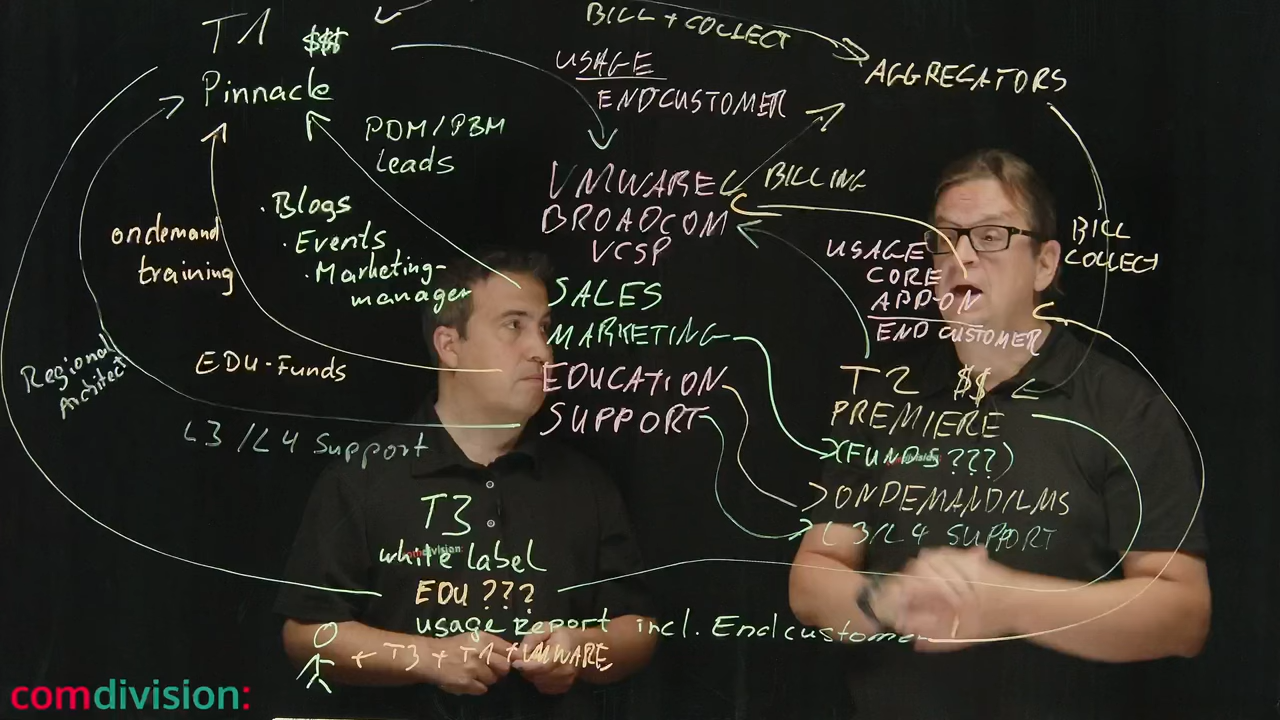 T1 $$$
Pinnacle
BILL + COLLECT
AGGREGATORS
USAGE
ENDCUSTOMER
PDM/PBM
Leads
VMWARE
BROADCOM
VCSP
BILLING
BILL
COLLECT
• Blogs
• Events
• Marketing-
manager
ondemand
training
SALES
MARKETING
EDUCATION
SUPPORT
USAGE
CORE
ADD-ON
END CUSTOMER
Regional
Architect
EDU-Funds
L3/L4 Support
T2 $$
PREMIERE
(FUNDS ???)
ONDEMAND/LMS
L3/L4 SUPPORT
T3
white label
EDU ???
usage report incl. Endcustomer
+ T3 + T1 + VMWARE
comdivision: